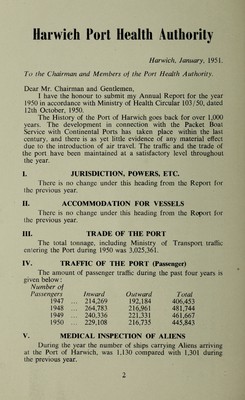 Harwich Port Health Authority
Harwich, January, 1951.
To the Chairman and Members of the Port Health Authority.
Dear Mr. Chairman and Gentlemen,
I have the honour to submit my Annual Report for the year
1950 in accordance with Ministry of Health Circular 103/50, dated
12th October, 1950.
The History of the Port of Harwich goes back for over 1,000
years. The development in connection with the Packet Boat
Service with Continental Ports has taken place within the last
century, and there is as yet little evidence of any material effect
due to the introduction of air travel. The traffic and the trade of
the port have been maintained at a satisfactory level throughout
the year.
I. JURISDICTION, POWERS, ETC.
There is no change under this heading from the Report for
the previous year.
II. ACCOMMODATION FOR VESSELS
There is no change under this heading from the Report for
the previous year.
III. TRADE OF THE PORT
The total tonnage, including Ministry of Transport traffic
entering the Port during 1950 was 3,025,361.
IV. TRAFFIC OF THE PORT (Passenger)
The amount of passenger traffic during the past four years is
given below:
Number of
Passengers Inward Outward Total
1947 ... 214,269 192,184 406,453
1948 ... 264,783 216,961 481,744
1949 ... 240,336 221,331 461,667
1950 ... 229,108 216,735 445,843
V. MEDICAL INSPECTION OF ALIENS
During the year the number of ships carrying Aliens arriving
at the Port of Harwich, was 1,130 compared with 1,301 during
the previous year.
2